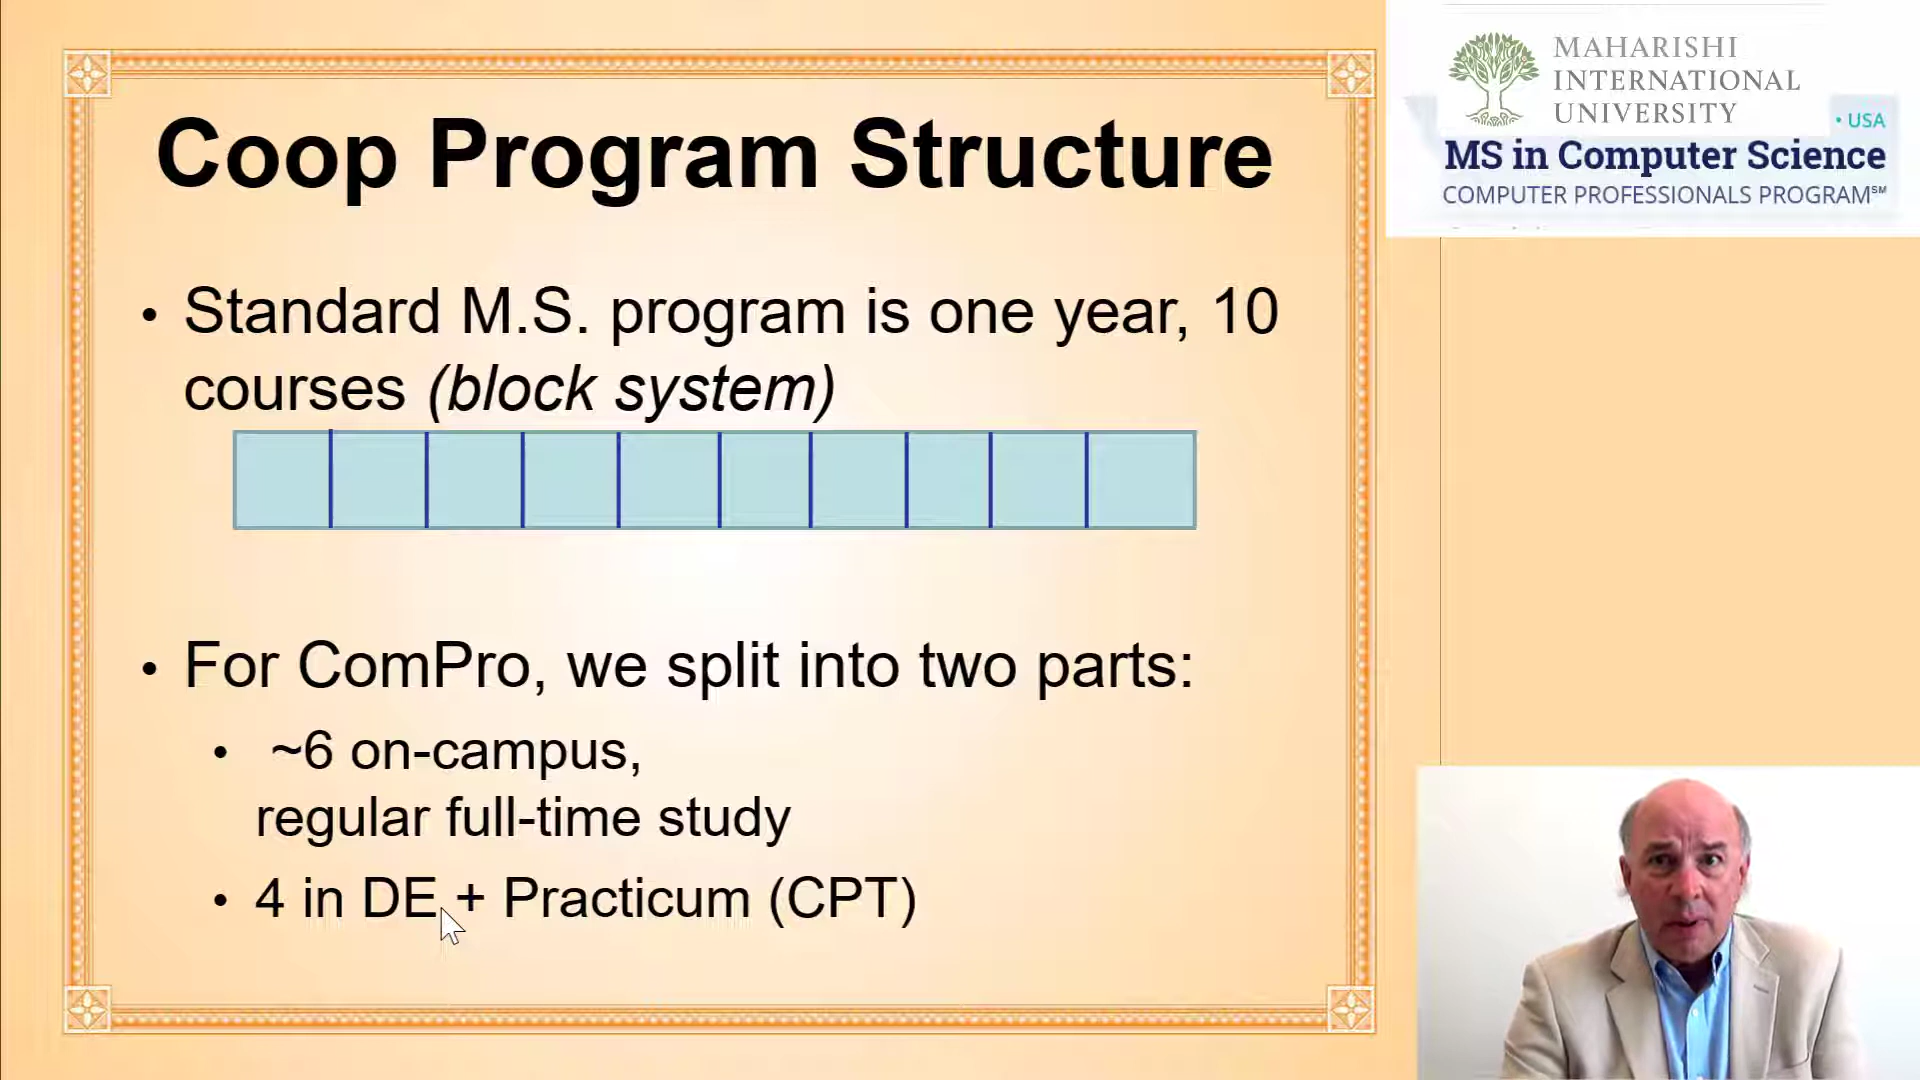 Coop Program Structure
• Standard M.S. program is one year, 10
courses (block system)
• For ComPro, we split into two parts:
• ~6 on-campus,
regular full-time study
• 4 in DE + Practicum (CPT)
MAHARISHI
INTERNATIONAL
UNIVERSITY
• USA
MS in Computer Science
COMPUTER PROFESSIONALS PROGRAM℠